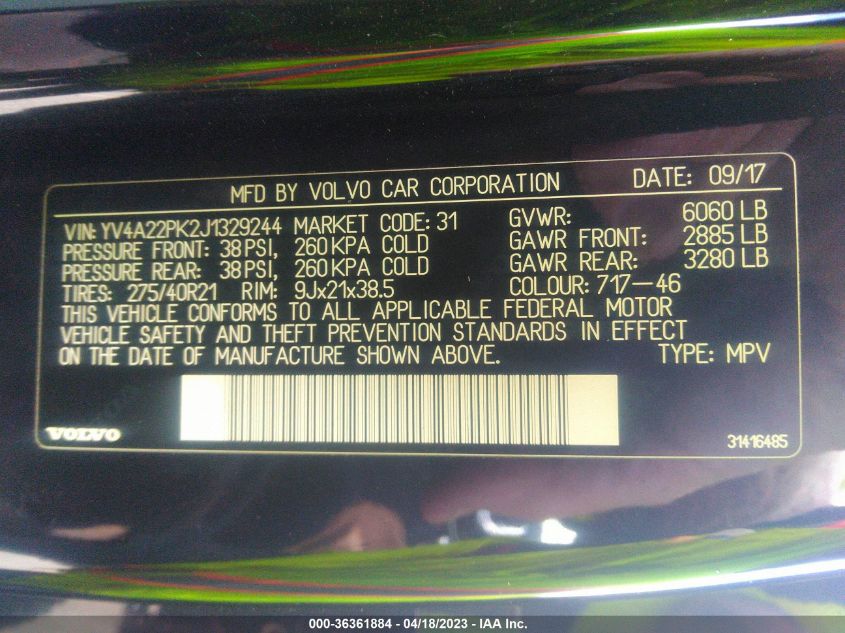 MFD BY VOLVO CAR CORPORATION DATE: 09/17
VIN: YV4A22PK2J1329244 MARKET CODE: 31 GVWR: 6060 LB
PRESSURE FRONT: 38 PSI, 260 KPA COLD GAWR FRONT: 2885 LB
PRESSURE REAR: 38 PSI, 260 KPA COLD GAWR REAR: 3280 LB
TIRES: 275/40R21 RIM: 9Jx21x38.5 COLOUR: 717-46
THIS VEHICLE CONFORMS TO ALL APPLICABLE FEDERAL MOTOR
VEHICLE SAFETY AND THEFT PREVENTION STANDARDS IN EFFECT
ON THE DATE OF MANUFACTURE SHOWN ABOVE. TYPE: MPV
VOLVO 31416485
000-36361884 - 04/18/2023 - IAA Inc.